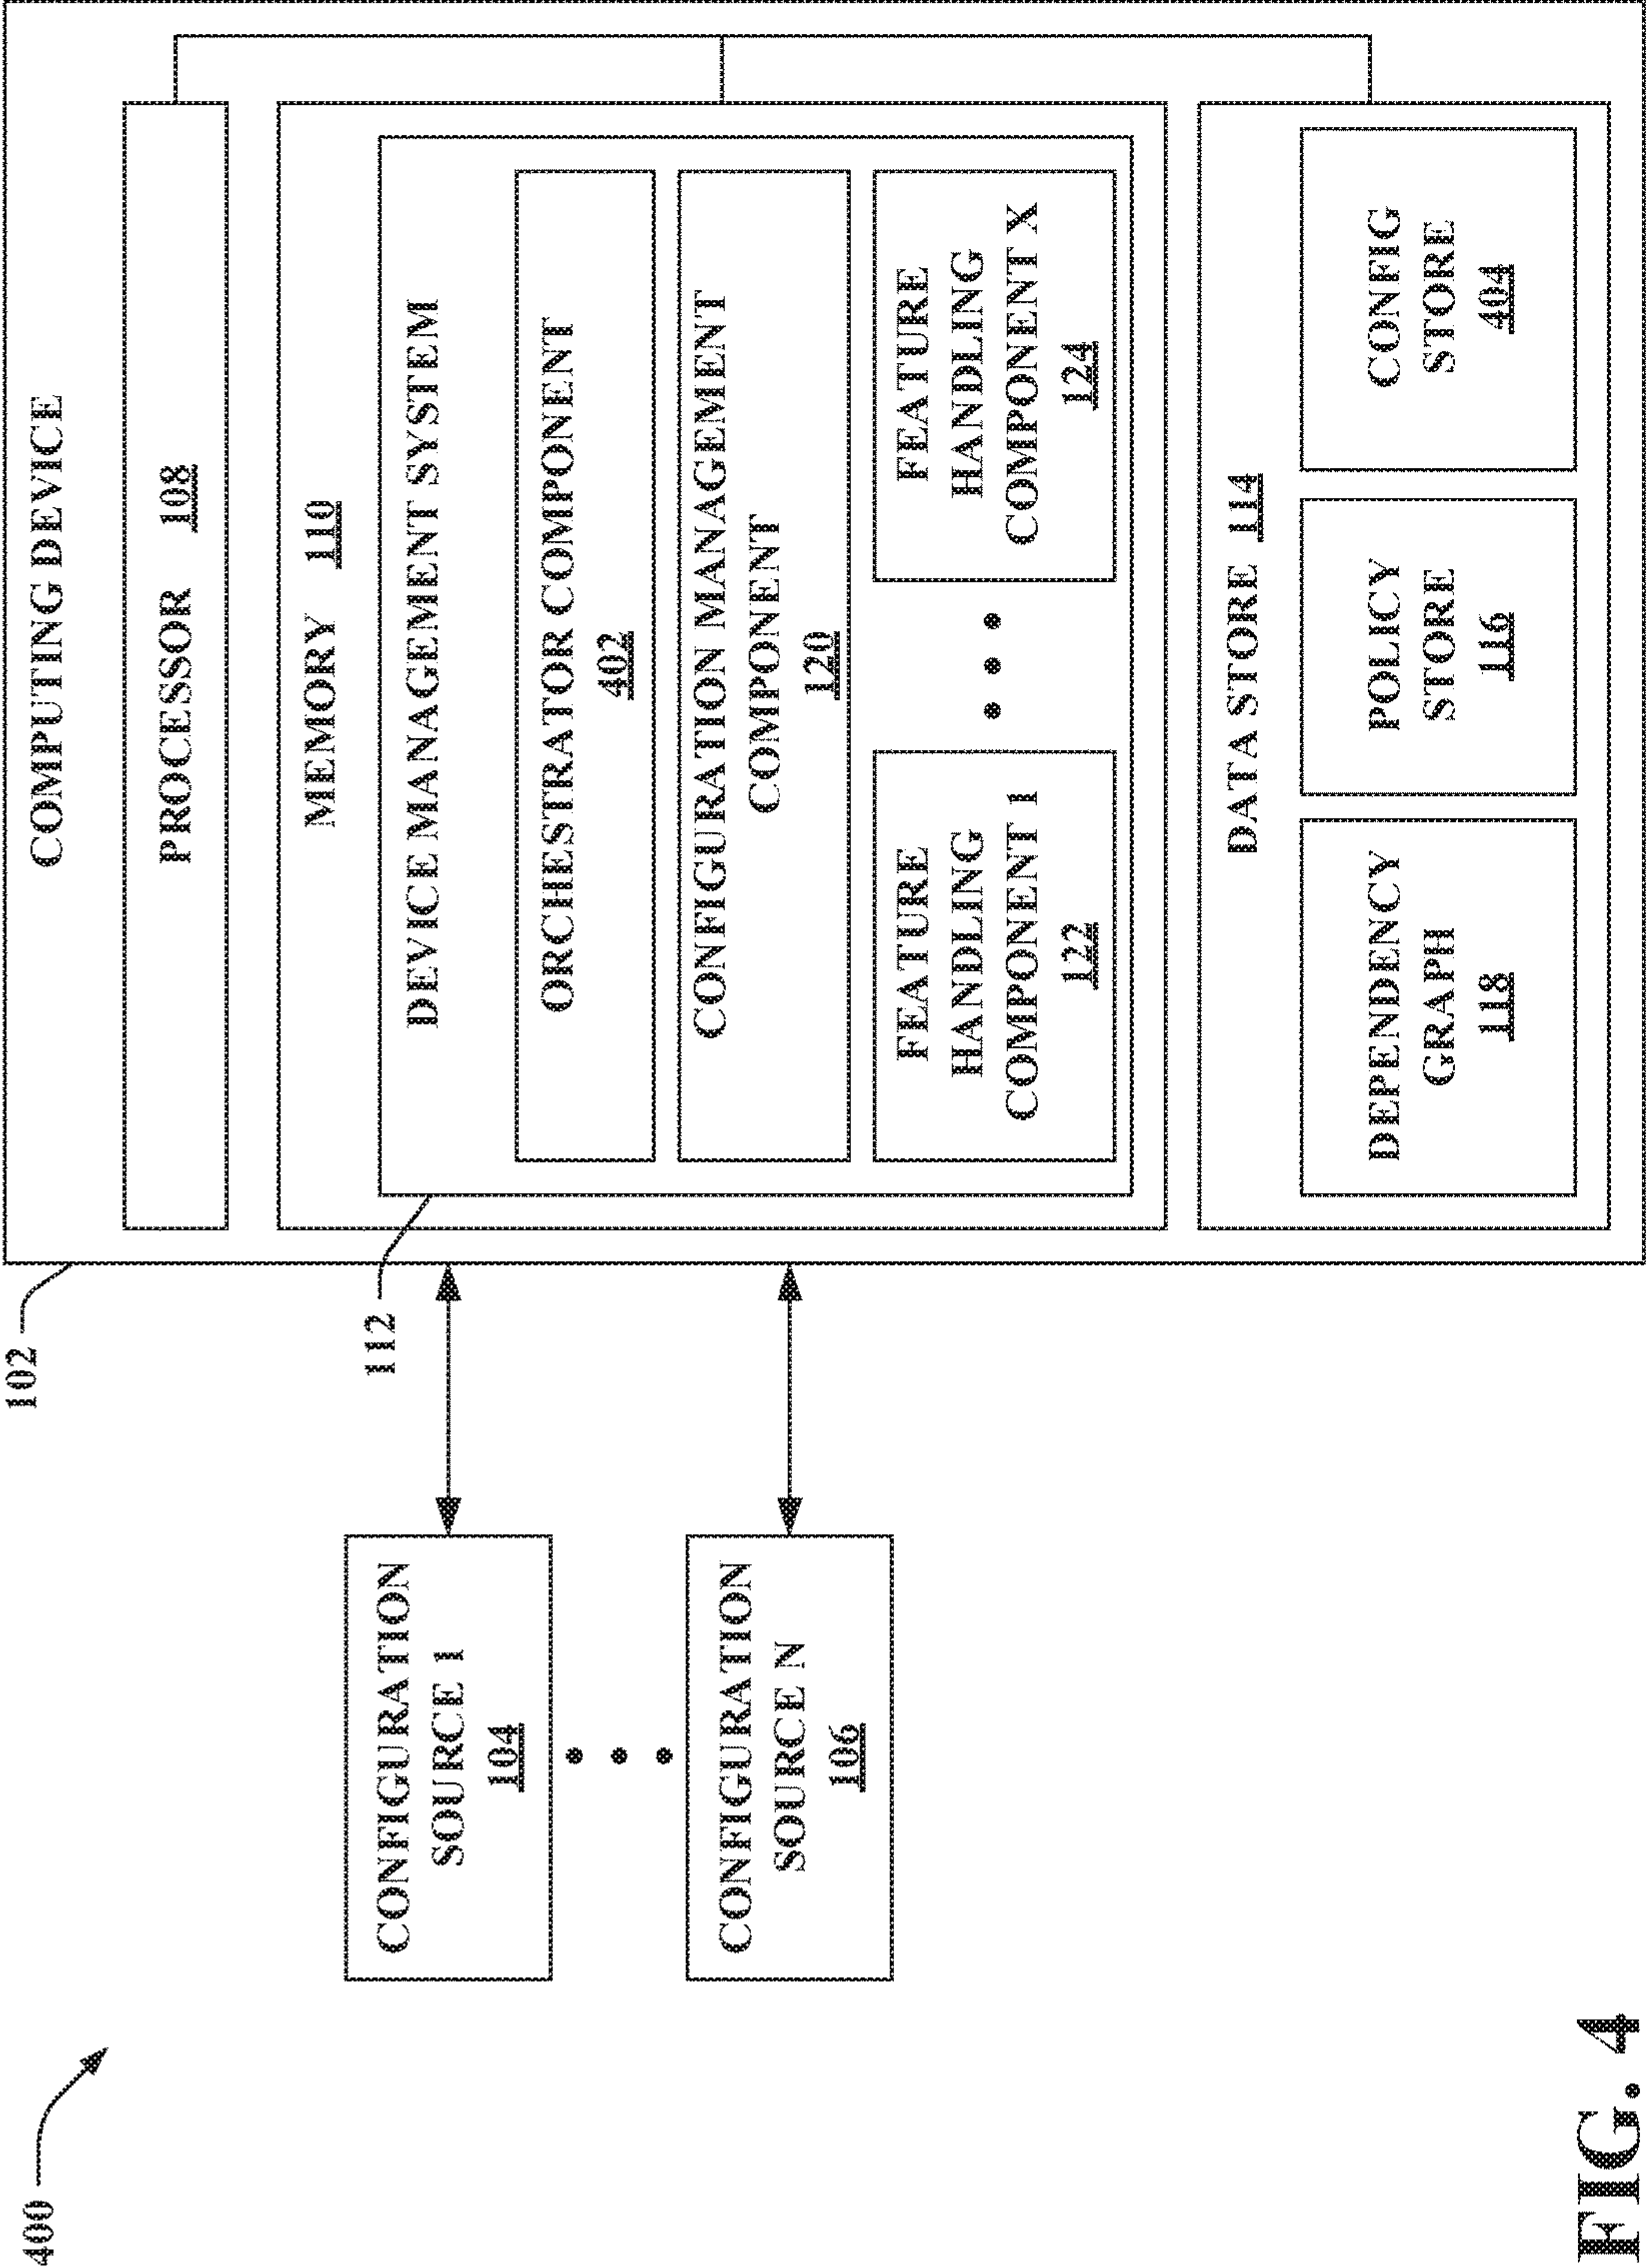 400
102
COMPUTING DEVICE
PROCESSOR 108
MEMORY 110
112
DEVICE MANAGEMENT SYSTEM
ORCHESTRATOR COMPONENT
402
CONFIGURATION MANAGEMENT
COMPONENT
120
FEATURE
HANDLING
COMPONENT 1
122
FEATURE
HANDLING
COMPONENT X
124
CONFIGURATION
SOURCE 1
104
CONFIGURATION
SOURCE N
106
DATA STORE 114
DEPENDENCY
GRAPH
118
POLICY
STORE
116
CONFIG
STORE
404
FIG. 4